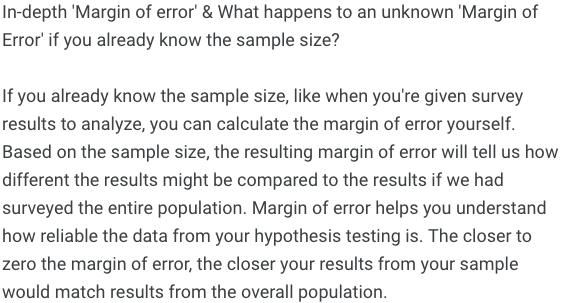 In-depth 'Margin of error' & What happens to an unknown 'Margin of
Error' if you already know the sample size?
If you already know the sample size, like when you're given survey
results to analyze, you can calculate the margin of error yourself.
Based on the sample size, the resulting margin of error will tell us how
different the results might be compared to the results if we had
surveyed the entire population. Margin of error helps you understand
how reliable the data from your hypothesis testing is. The closer to
zero the margin of error, the closer your results from your sample
would match results from the overall population.